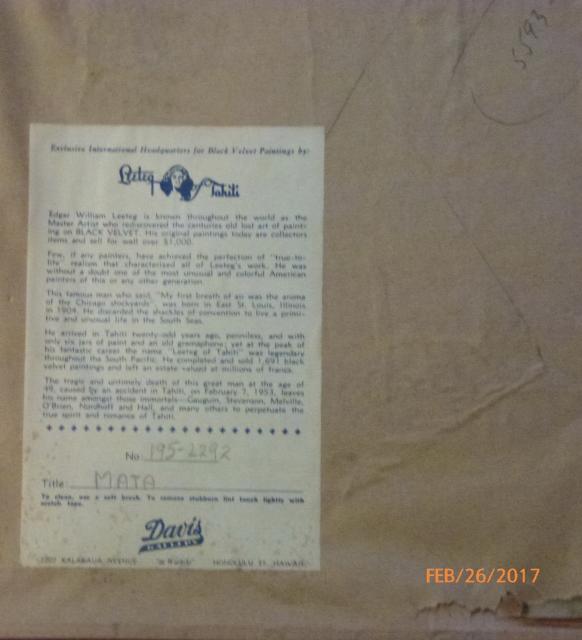 5593
Exclusive International Headquarters for Black Velvet Paintings by:
Leeteg of Tahiti
Edgar William Leeteg is known throughout the world as the
Master Artist who rediscovered the centuries old lost art of paint-
ing on BLACK VELVET. His original paintings today are collectors
items and sell for well over $1,000.
Few, if any painters, have achieved the perfection of "true-to-
life" realism that characterized all of Leeteg's work. He was
without a doubt one of the most unusual and colorful American
painters of this or any other generation.
This famous man who said, "My first breath of air was the aroma
of the Chicago stockyards", was born in East St. Louis, Illinois
in 1904. He discarded the shackles of convention to live a primi-
tive and unusual life in the South Seas.
He arrived in Tahiti twenty-odd years ago, penniless, and with
only six jars of paint and an old gramophone; yet at the peak of
his fantastic career the name "Leeteg of Tahiti" was legendary
throughout the South Pacific. He completed and sold 1,691 black
velvet paintings and left an estate valued at millions of francs.
The tragic and untimely death of this great man at the age of
49, caused by an accident in Tahiti, on February 7, 1953, leaves
his name amongst those immortals—Gauguin, Stevenson, Melville,
O'Brien, Nordhoff and Hall, and many others to perpetuate the
true spirit and romance of Tahiti.
No. 195-2292
Title: MATA
To clean, use a soft brush. To remove stubborn lint touch lightly with
scotch tape.
Davis
GALLERY
KALAKAUA AVENUE "In Waikiki" HONOLULU 15, HAWAII
FEB/26/2017